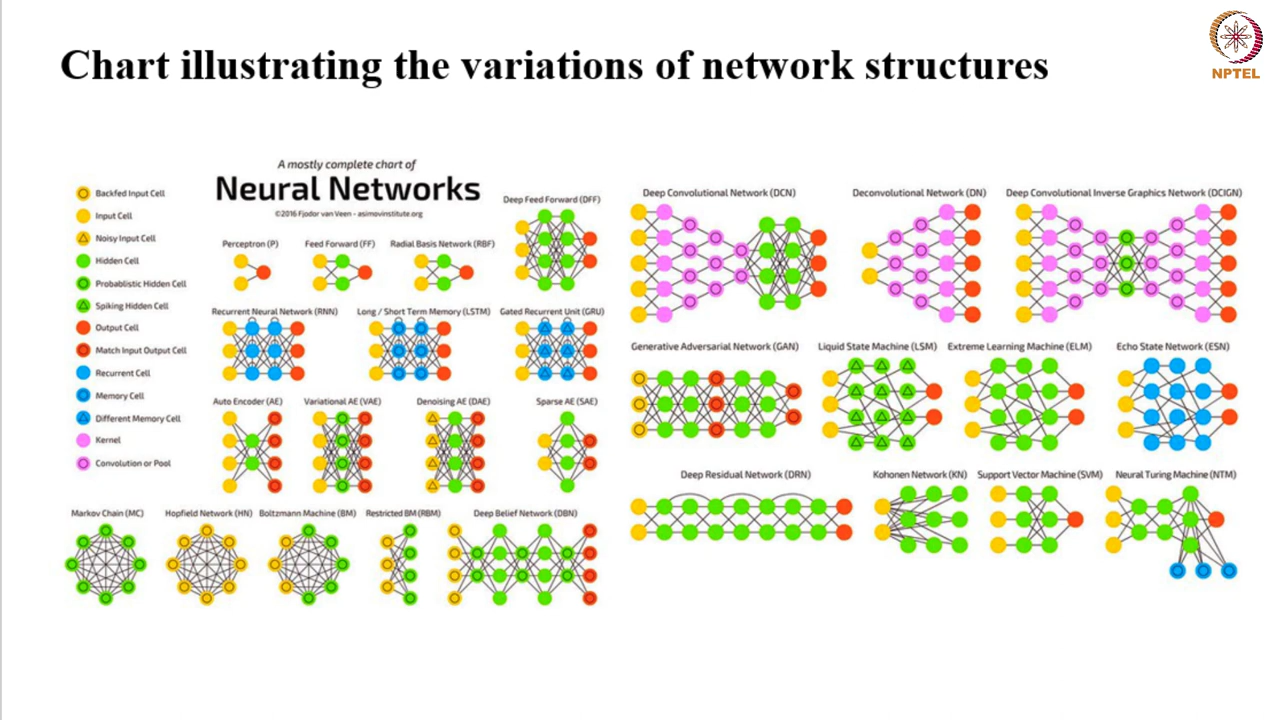 Chart illustrating the variations of network structures
NPTEL
A mostly complete chart of
Neural Networks
©2016 Fjodor van Veen - asimovinstitute.org
Backfed Input Cell
Input Cell
Noisy Input Cell
Hidden Cell
Probablistic Hidden Cell
Spiking Hidden Cell
Output Cell
Match Input Output Cell
Recurrent Cell
Memory Cell
Different Memory Cell
Kernel
Convolution or Pool
Deep Feed Forward (DFF)
Perceptron (P)
Feed Forward (FF)
Radial Basis Network (RBF)
Recurrent Neural Network (RNN)
Long / Short Term Memory (LSTM)
Gated Recurrent Unit (GRU)
Auto Encoder (AE)
Variational AE (VAE)
Denoising AE (DAE)
Sparse AE (SAE)
Markov Chain (MC)
Hopfield Network (HN)
Boltzmann Machine (BM)
Restricted BM (RBM)
Deep Belief Network (DBN)
Deep Convolutional Network (DCN)
Deconvolutional Network (DN)
Deep Convolutional Inverse Graphics Network (DCIGN)
Generative Adversarial Network (GAN)
Liquid State Machine (LSM)
Extreme Learning Machine (ELM)
Echo State Network (ESN)
Deep Residual Network (DRN)
Kohonen Network (KN)
Support Vector Machine (SVM)
Neural Turing Machine (NTM)